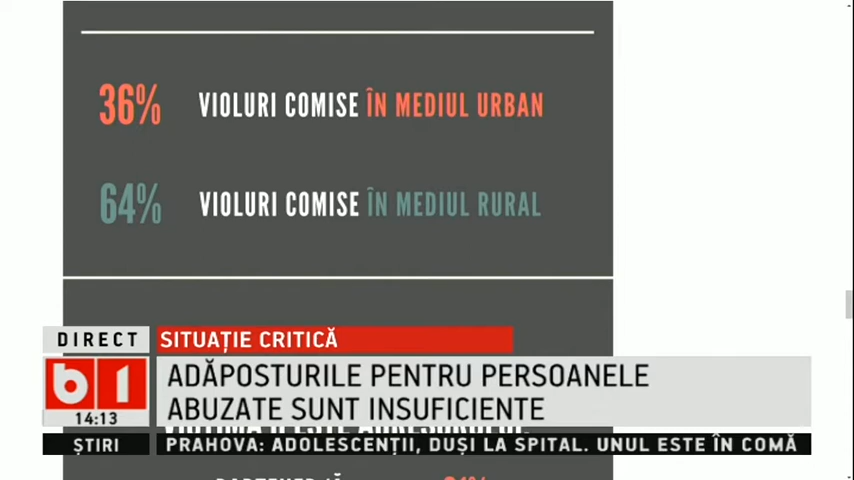 36% VIOLURI COMISE ÎN MEDIUL URBAN
64% VIOLURI COMISE ÎN MEDIUL RURAL
DIRECT
SITUAȚIE CRITICĂ
b1
ADĂPOSTURILE PENTRU PERSOANELE
ABUZATE SUNT INSUFICIENTE
14:13
ȘTIRI
PRAHOVA: ADOLESCENȚII, DUȘI LA SPITAL. UNUL ESTE ÎN COMĂ